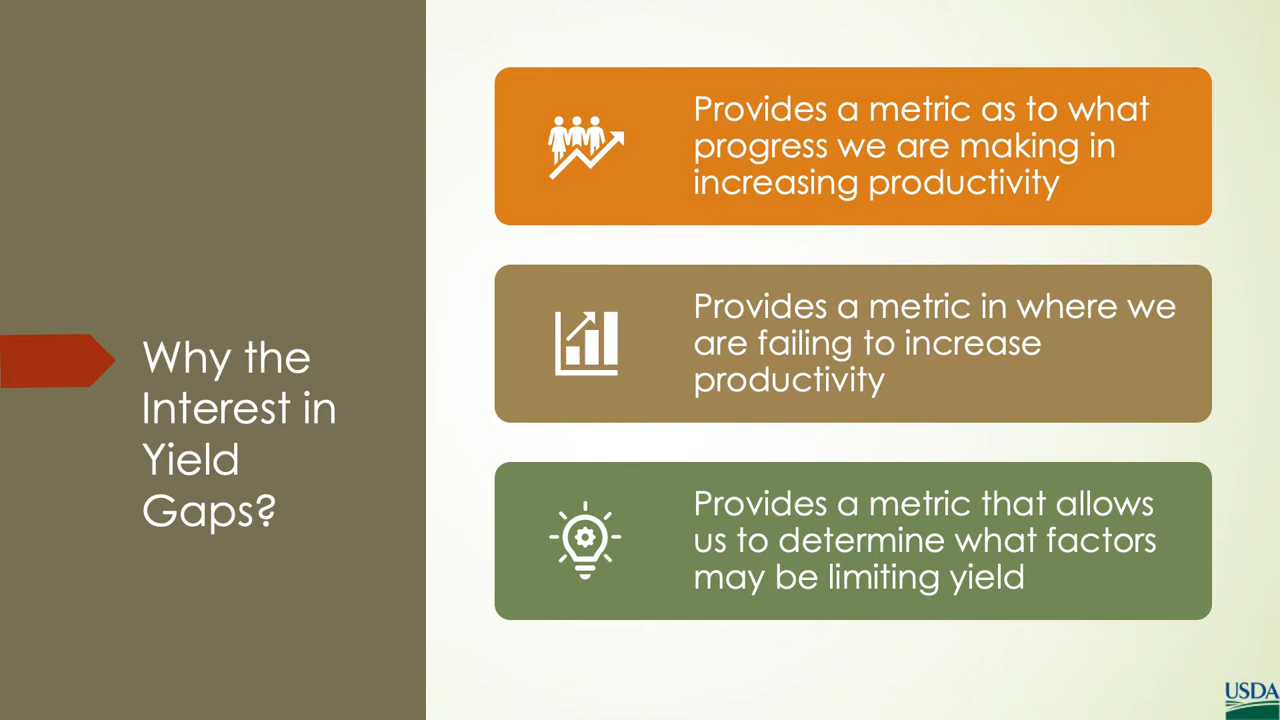 Why the
Interest in
Yield
Gaps?
Provides a metric as to what
progress we are making in
increasing productivity
Provides a metric in where we
are failing to increase
productivity
Provides a metric that allows
us to determine what factors
may be limiting yield
USDA